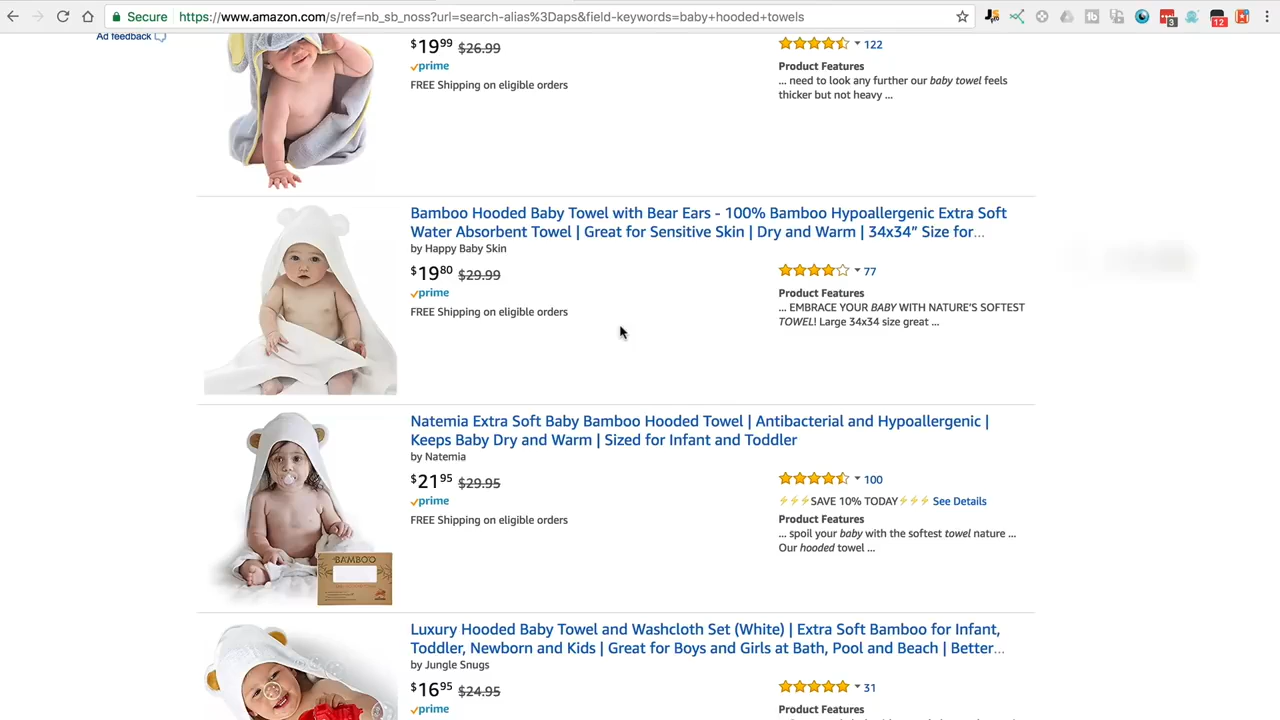 Secure https://www.amazon.com/s/ref=nb_sb_noss?url=search-alias%3Daps&field-keywords=baby+hooded+towels
3
12
Ad feedback
$19 99 $26.99
prime
FREE Shipping on eligible orders
122
Product Features
... need to look any further our baby towel feels
thicker but not heavy ...
Bamboo Hooded Baby Towel with Bear Ears - 100% Bamboo Hypoallergenic Extra Soft
Water Absorbent Towel | Great for Sensitive Skin | Dry and Warm | 34x34” Size for...
by Happy Baby Skin
$19 80 $29.99
prime
FREE Shipping on eligible orders
77
Product Features
... EMBRACE YOUR BABY WITH NATURE'S SOFTEST
TOWEL! Large 34x34 size great ...
Natemia Extra Soft Baby Bamboo Hooded Towel | Antibacterial and Hypoallergenic |
Keeps Baby Dry and Warm | Sized for Infant and Toddler
by Natemia
$21 95 $29.95
prime
FREE Shipping on eligible orders
100
⚡⚡⚡SAVE 10% TODAY⚡⚡⚡ See Details
Product Features
... spoil your baby with the softest towel nature ...
Our hooded towel ...
BAMBOO
Luxury Hooded Baby Towel and Washcloth Set (White) | Extra Soft Bamboo for Infant,
Toddler, Newborn and Kids | Great for Boys and Girls at Bath, Pool and Beach | Better...
by Jungle Snugs
$16 95 $24.95
prime
31
Product Features